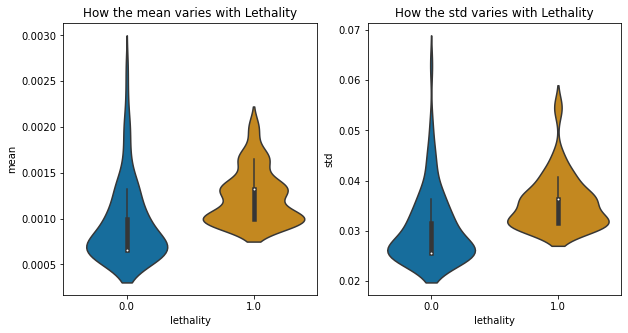 How the mean varies with Lethality
0.0030
0.0025
0.0020
0.0015
0.0010
0.0005
mean
0.0
1.0
lethality
How the std varies with Lethality
0.07
0.06
0.05
0.04
0.03
0.02
std
0.0
1.0
lethality